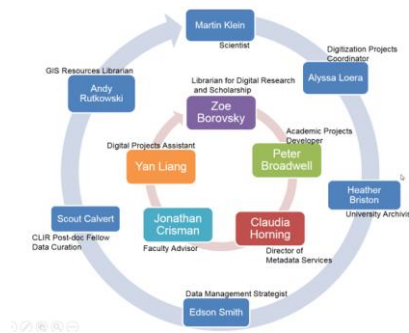 Martin Klein
Scientist
Digitization Projects
Coordinator
Alyssa Loera
GIS Resources Librarian
Andy
Rutkowski
Librarian for Digital Research
and Scholarship
Zoe
Borovsky
Academic Projects
Developer
Peter
Broadwell
Digital Projects Assistant
Yan Liang
Heather
Briston
University Archivis
Scout Calvert
CLIR Post-doc Fellow
Data Curation
Jonathan
Crisman
Faculty Advisor
Claudia
Horning
Director of
Metadata Services
Data Management Strategist
Edson Smith